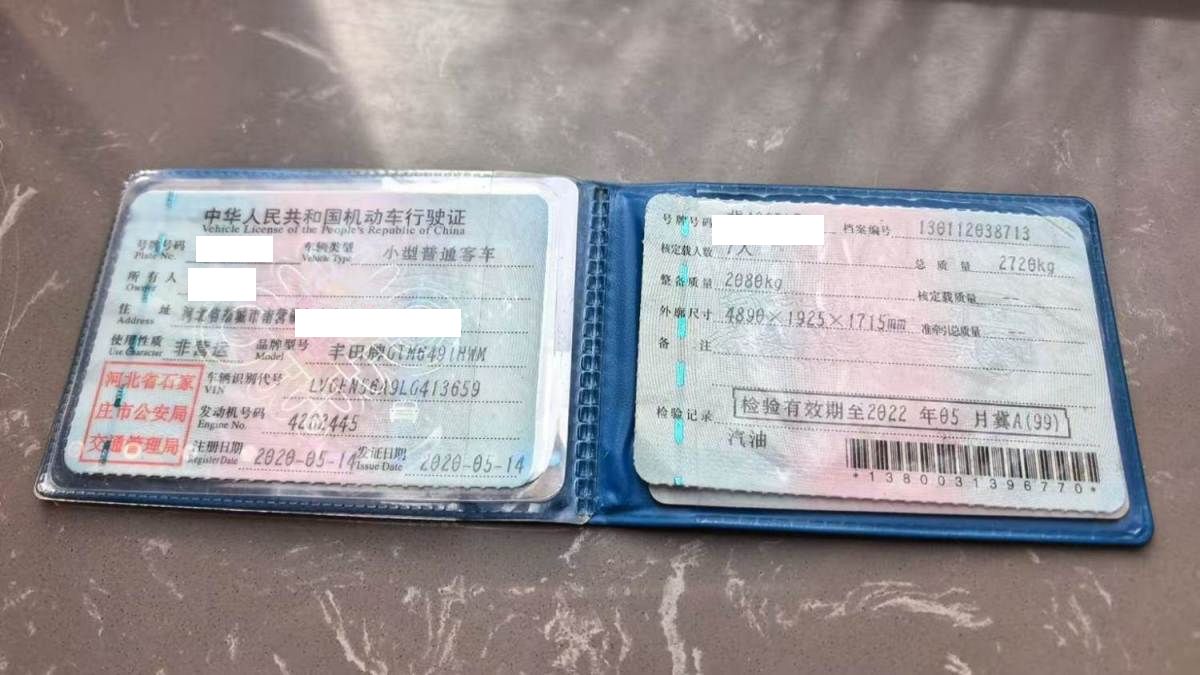 中华人民共和国机动车行驶证
Vehicle License of the People's Republic of China
号牌号码
Plate No.
车辆类型 小型普通客车
Vehicle Type
所有人
Owner
住址 河北省
Address
使用性质 非营运
Use Character
品牌型号 丰田牌GTM6491HWM
Model
车辆识别代号
VIN
发动机号码
Engine No.
注册日期 2020-05-14
Register Date
发证日期 2020-05-14
Issue Date
河北省石家
庄市公安局
交通管理局
号牌号码
档案编号 130112038713
核定载人数 7人
总质量 2720kg
整备质量 2080kg
核定载质量 --
外廓尺寸 4890×1925×1715mm
准牵引总质量 --
备注
检验记录
检验有效期至2022 年05 月冀A(99)
汽油
*1380031396770*